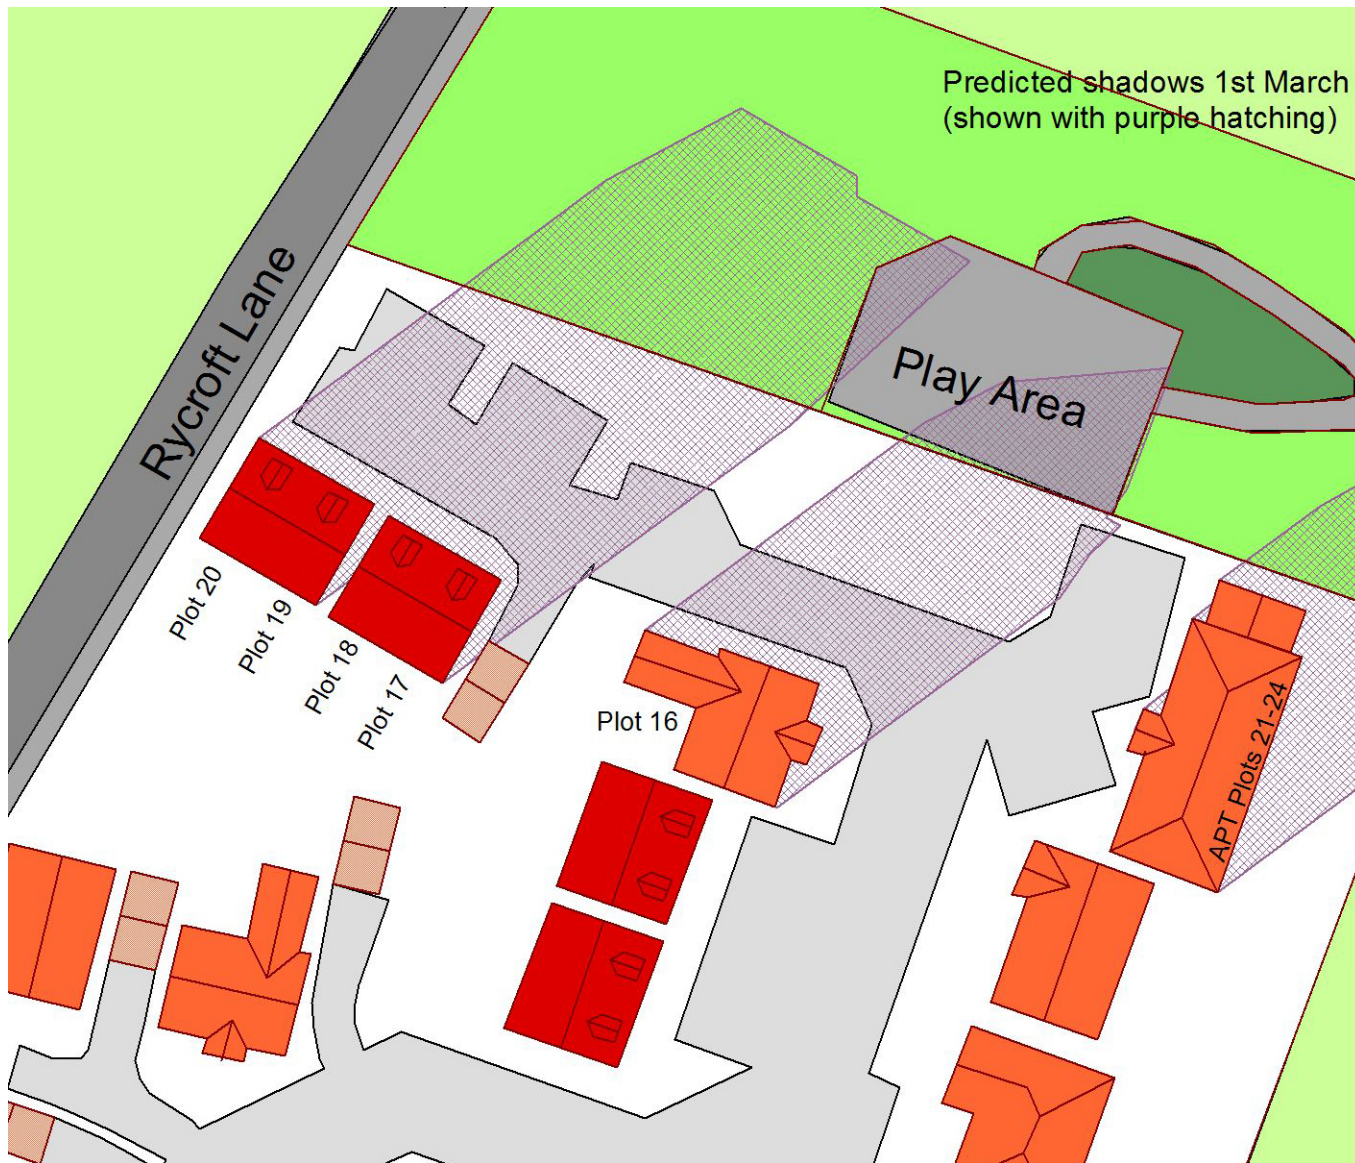 Predicted shadows 1st March
(shown with purple hatching)
Rycroft Lane
Play Area
Plot 20
Plot 19
Plot 18
Plot 17
Plot 16
APT Plots 21-24